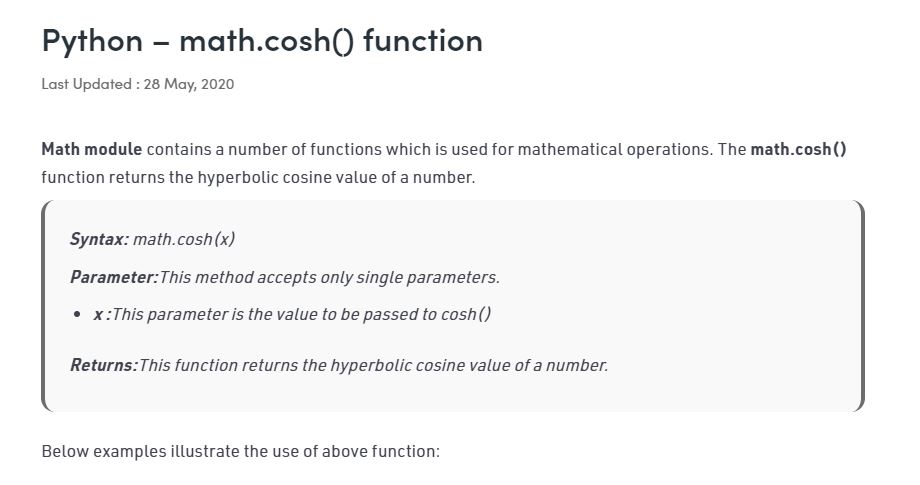 Python – math.cosh() function
Last Updated : 28 May, 2020
Math module contains a number of functions which is used for mathematical operations. The math.cosh()
function returns the hyperbolic cosine value of a number.
Syntax: math.cosh(x)
Parameter:This method accepts only single parameters.
• x :This parameter is the value to be passed to cosh()
Returns:This function returns the hyperbolic cosine value of a number.
Below examples illustrate the use of above function: